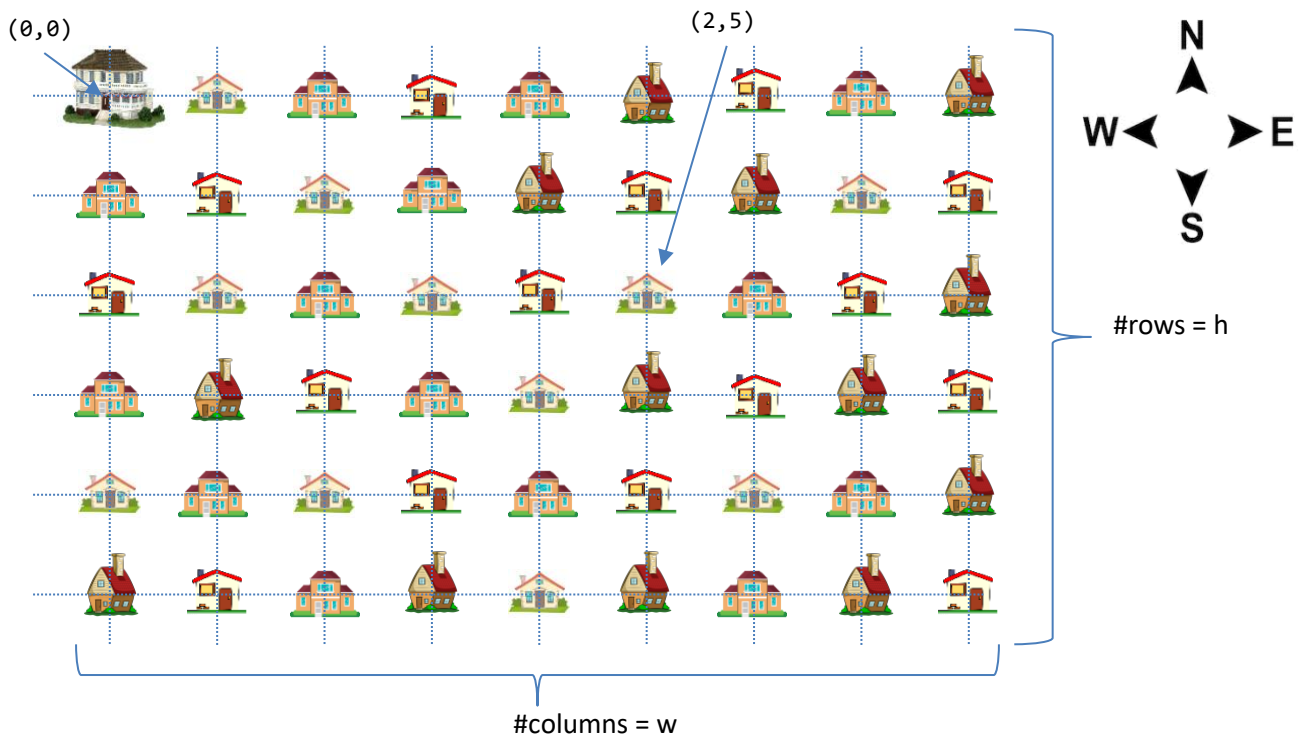 (0,0)
(2,5)
N
W
E
S
#rows = h
#columns = w